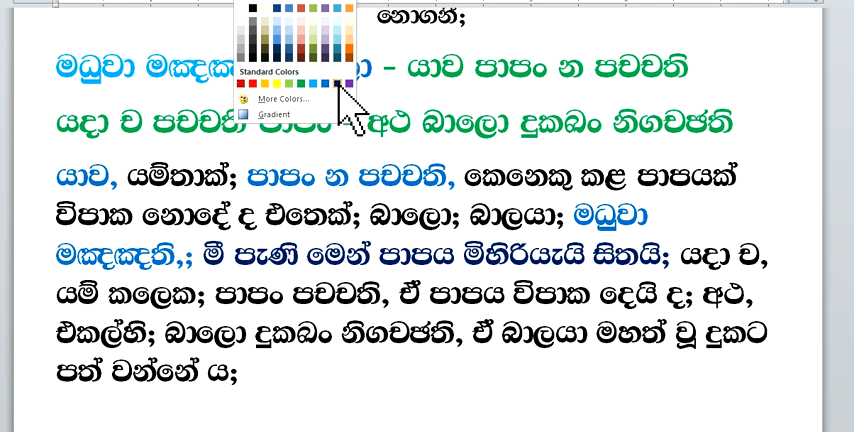 නොගනී;
Standard Colors
More Colors...
Gradient
මධුවා – යාව පාපං න පච්චති
යදා ච පච්චති පාපං – අථ බාලො දුක්ඛං නිගච්ඡති
යාව, යම්තාක්; පාපං න පච්චති, කෙනෙකු කළ පාපයක්
විපාක නොදේ ද එතෙක්; බාලො; බාලයා; මධුවා
මඤ්ඤති,; මී පැණි මෙන් පාපය මිහිරියැයි සිතයි; යදා ච,
යම් කලෙක; පාපං පච්චති, ඒ පාපය විපාක දෙයි ද; අථ,
එකල්හි; බාලො දුක්ඛං නිගච්ඡති, ඒ බාලයා මහත් වූ දුකට
පත් වන්නේ ය;